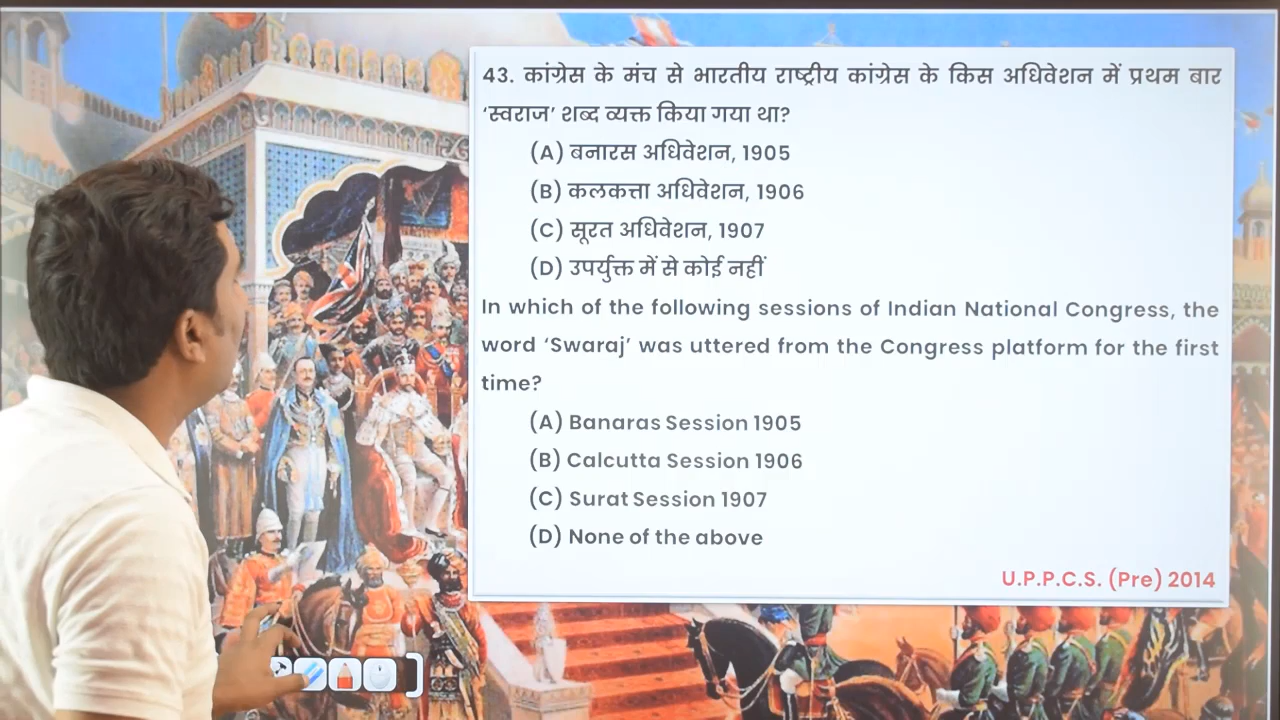 43. कांग्रेस के मंच से भारतीय राष्ट्रीय कांग्रेस के किस अधिवेशन में प्रथम बार
‘स्वराज’ शब्द व्यक्त किया गया था?
(A) बनारस अधिवेशन, 1905
(B) कलकत्ता अधिवेशन, 1906
(C) सूरत अधिवेशन, 1907
(D) उपर्युक्त में से कोई नहीं
In which of the following sessions of Indian National Congress, the
word ‘Swaraj’ was uttered from the Congress platform for the first
time?
(A) Banaras Session 1905
(B) Calcutta Session 1906
(C) Surat Session 1907
(D) None of the above
U.P.P.C.S. (Pre) 2014